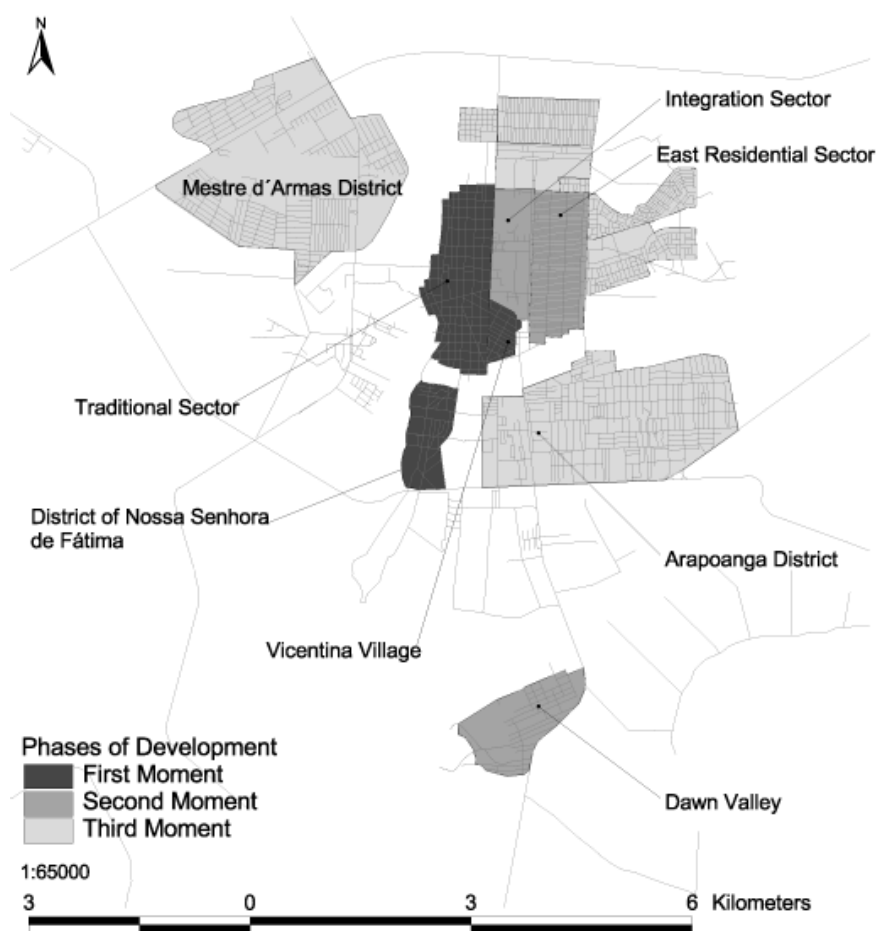 N
Integration Sector
East Residential Sector
Mestre d´Armas District
Traditional Sector
District of Nossa Senhora
de Fátima
Arapoanga District
Vicentina Village
Phases of Development
First Moment
Second Moment
Third Moment
Dawn Valley
1:65000
3 0 3 6 Kilometers